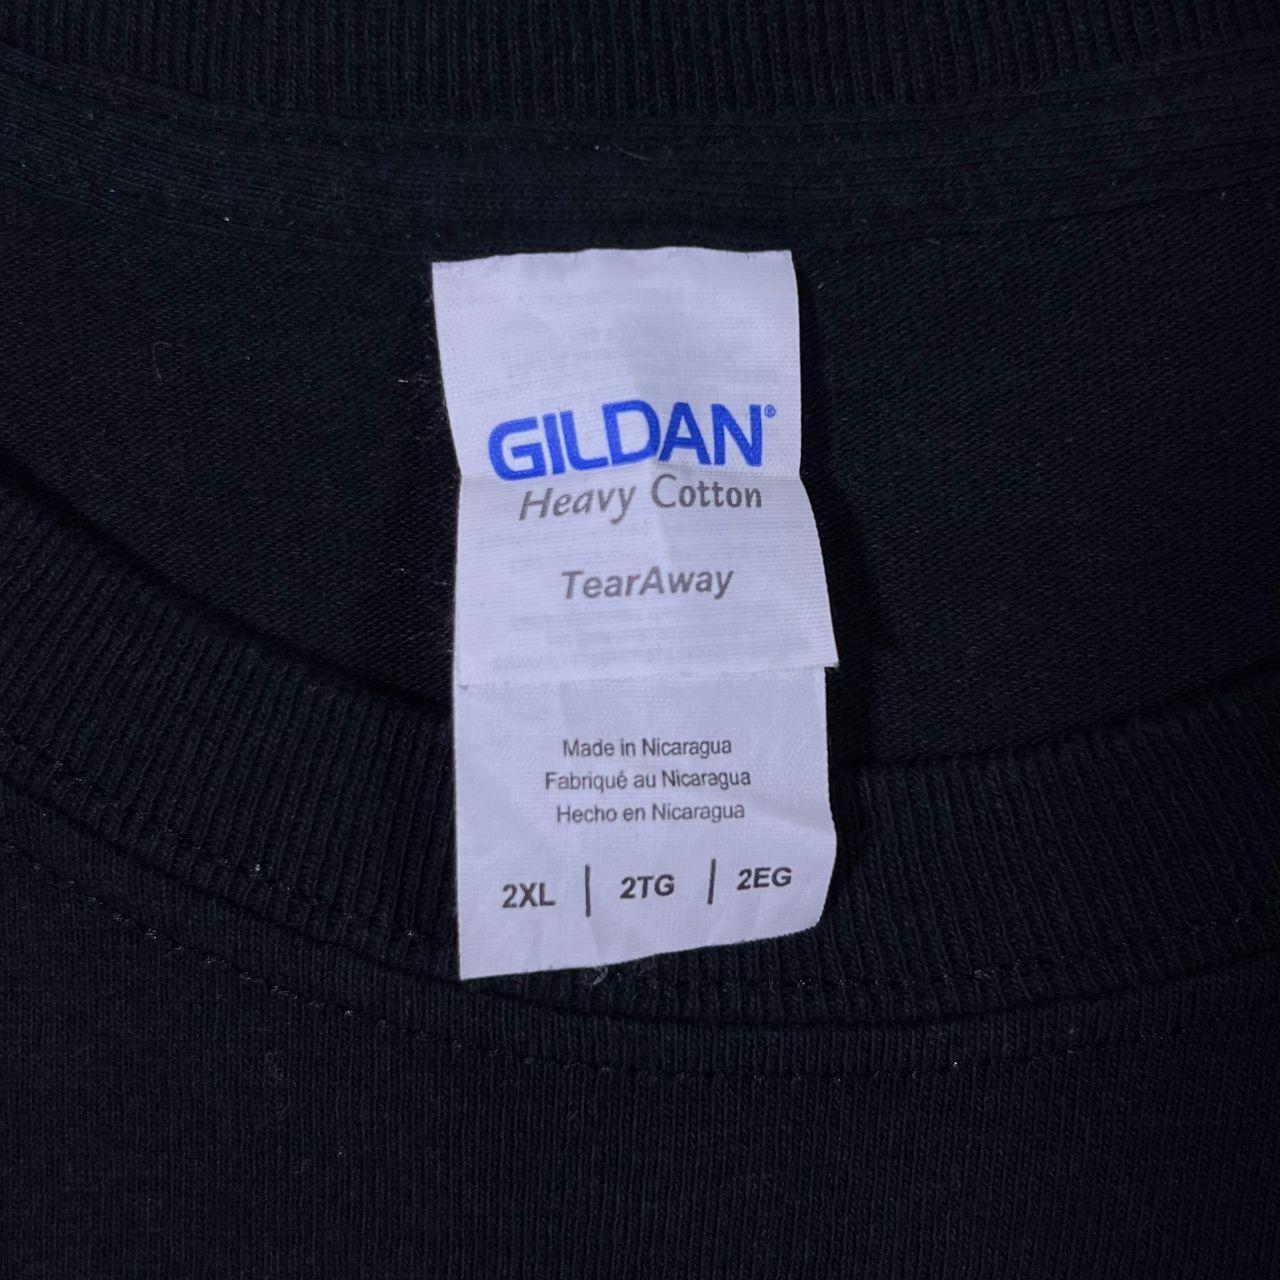 GILDAN®
Heavy Cotton
TearAway
Made in Nicaragua
Fabriqué au Nicaragua
Hecho en Nicaragua
2XL | 2TG | 2EG